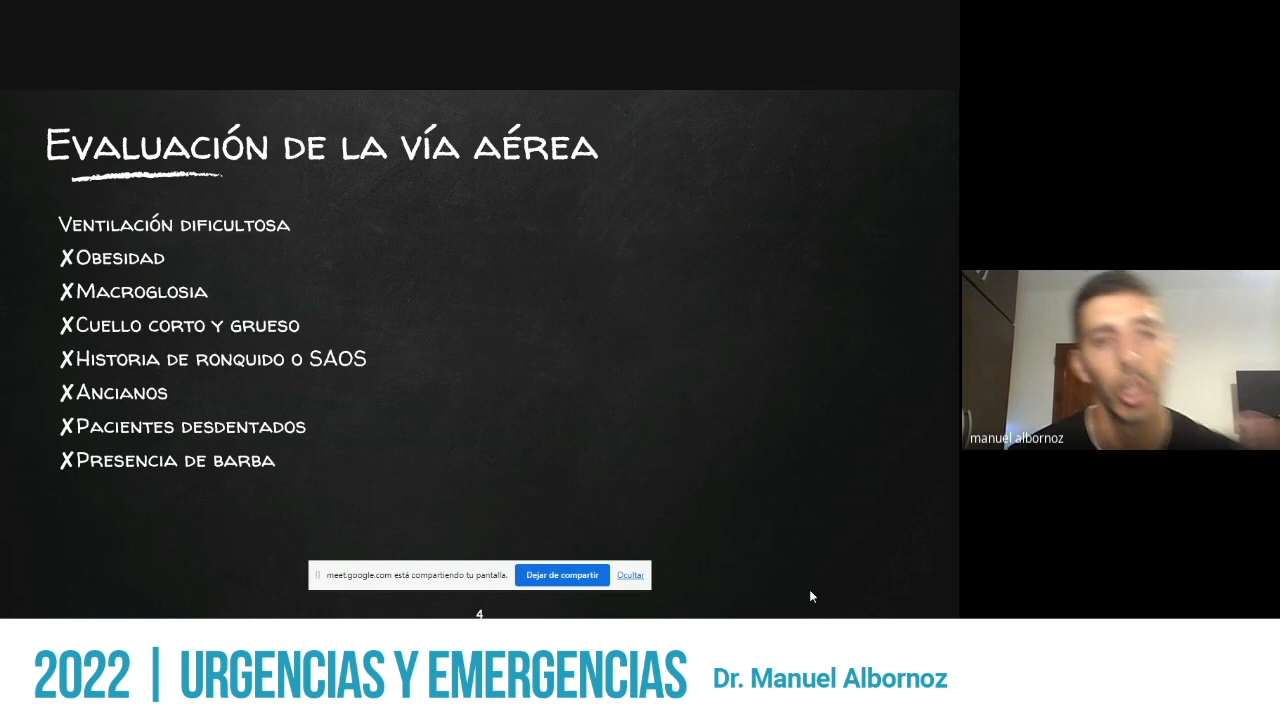 Evaluación de la vía aérea
Ventilación dificultosa
✗Obesidad
✗Macroglosia
✗Cuello corto y grueso
✗Historia de ronquido o SAOS
✗Ancianos
✗Pacientes desdentados
✗Presencia de barba
manuel albornoz
meet.google.com está compartiendo tu pantalla. Dejar de compartir Ocultar
4
2022 | URGENCIAS Y EMERGENCIAS Dr. Manuel Albornoz